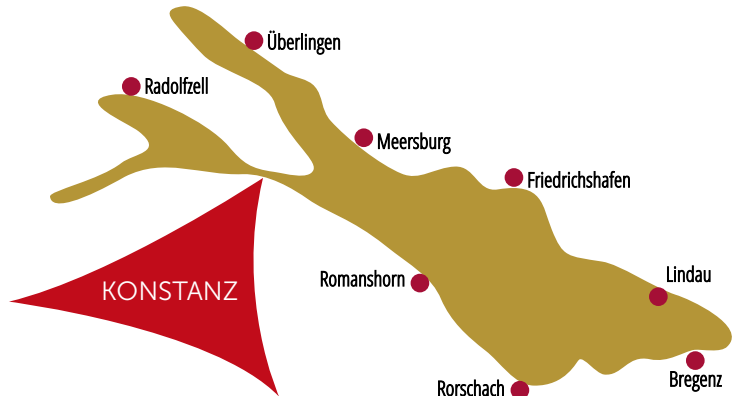 Überlingen
Radolfzell
Meersburg
Friedrichshafen
Lindau
Romanshorn
KONSTANZ
Bregenz
Rorschach